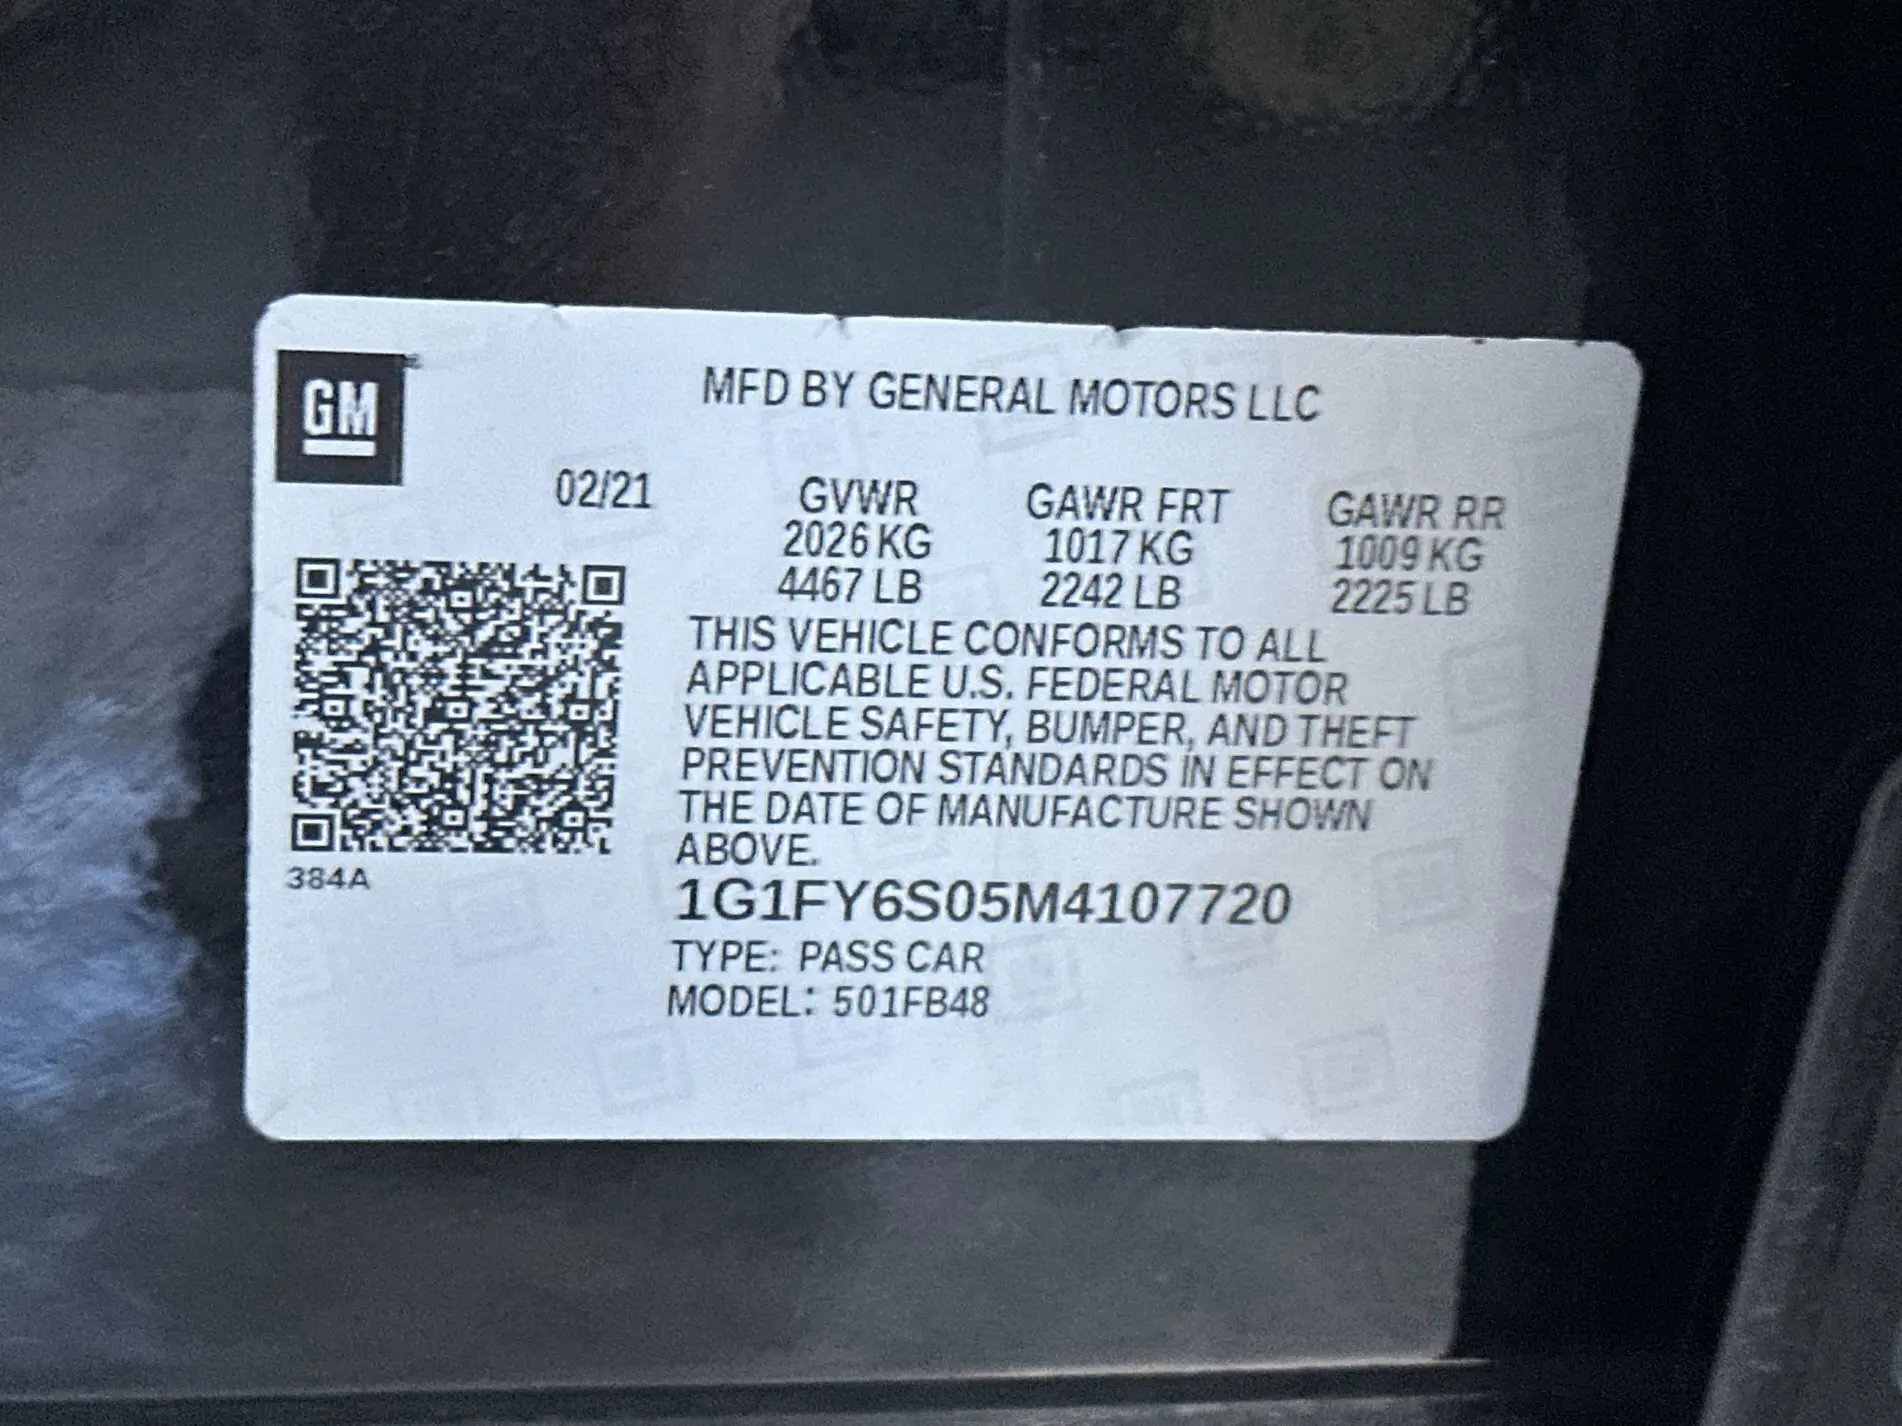 GM
MFD BY GENERAL MOTORS LLC
02/21 GVWR GAWR FRT GAWR RR
2026 KG 1017 KG 1009 KG
4467 LB 2242 LB 2225 LB
THIS VEHICLE CONFORMS TO ALL
APPLICABLE U.S. FEDERAL MOTOR
VEHICLE SAFETY, BUMPER, AND THEFT
PREVENTION STANDARDS IN EFFECT ON
THE DATE OF MANUFACTURE SHOWN
ABOVE.
384A
1G1FY6S05M4107720
TYPE: PASS CAR
MODEL: 501FB48